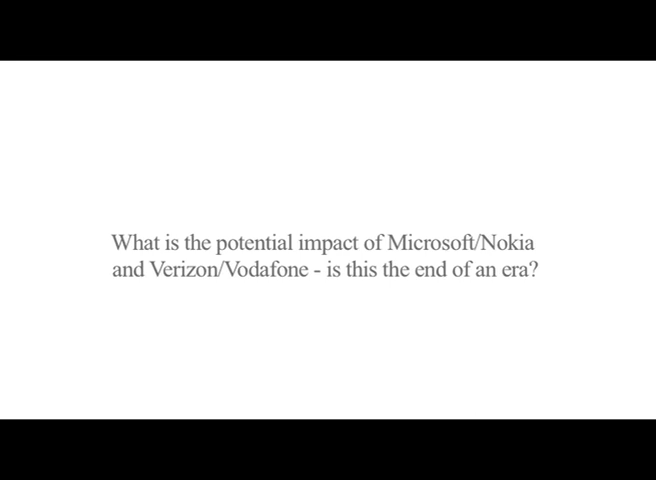 What is the potential impact of Microsoft/Nokia
and Verizon/Vodafone - is this the end of an era?